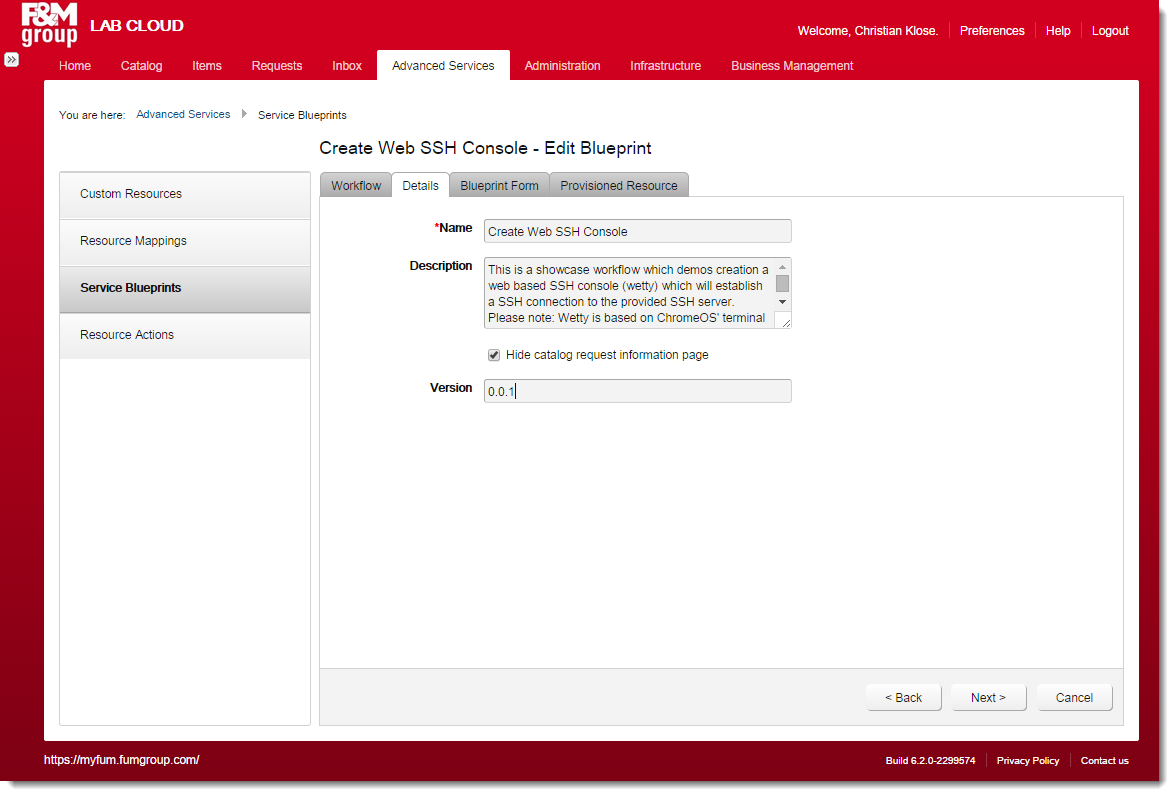 F&M
group
LAB CLOUD
Welcome, Christian Klose.
Preferences
Help
Logout
Home
Catalog
Items
Requests
Inbox
Advanced Services
Administration
Infrastructure
Business Management
You are here:
Advanced Services
Service Blueprints
Create Web SSH Console - Edit Blueprint
Custom Resources
Resource Mappings
Service Blueprints
Resource Actions
Workflow
Details
Blueprint Form
Provisioned Resource
*Name
Create Web SSH Console
Description
This is a showcase workflow which demos creation a
web based SSH console (wetty) which will establish
a SSH connection to the provided SSH server.
Please note: Wetty is based on ChromeOS' terminal
Hide catalog request information page
Version
0.0.1
< Back
Next >
Cancel
https://myfum.fumgroup.com/
Build 6.2.0-2299574
Privacy Policy
Contact us